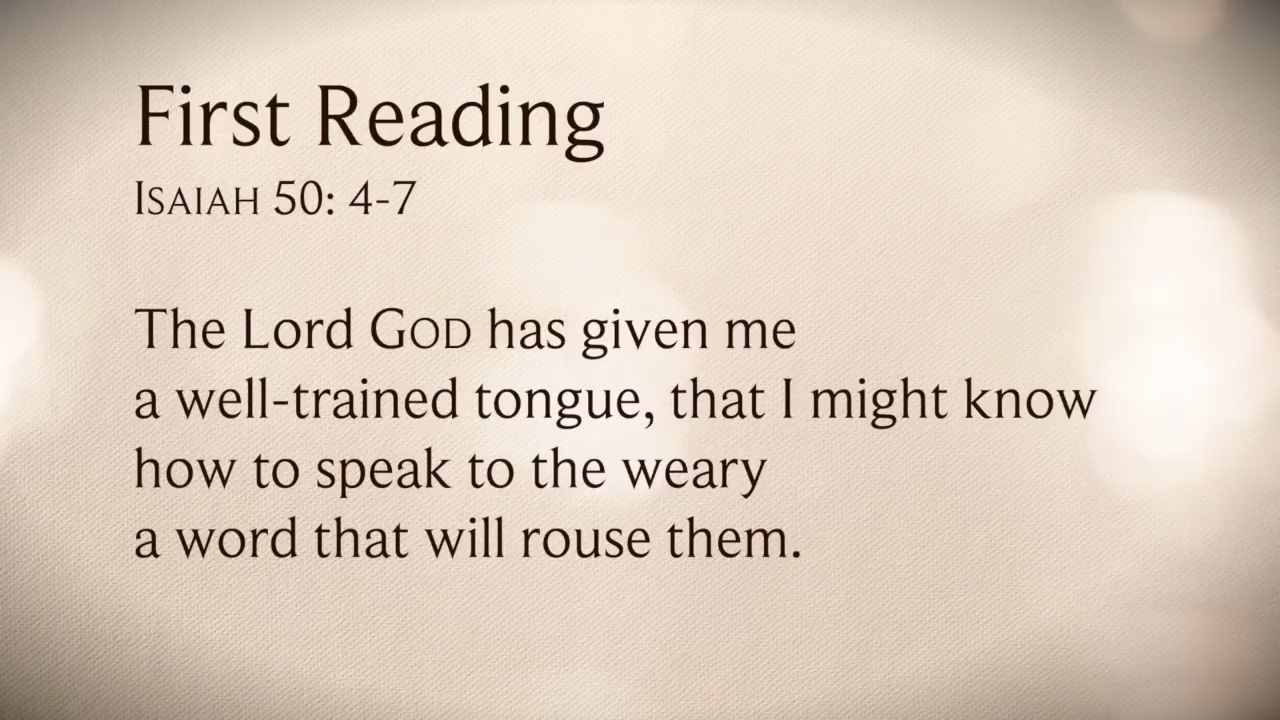 First Reading
Isaiah 50: 4-7
The Lord God has given me
a well-trained tongue, that I might know
how to speak to the weary
a word that will rouse them.